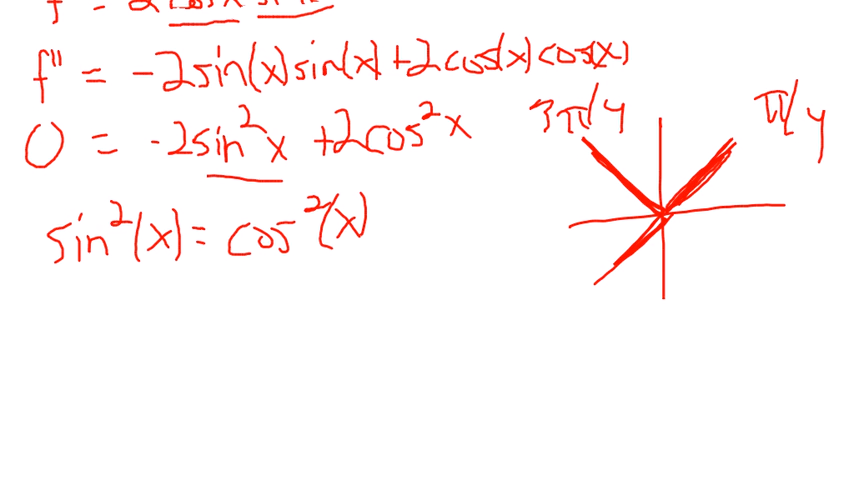 f'' = -2sin(x)sin(x) +2cos(x)cos(x)
0 = -2sin²x +2cos²x
sin²(x) = cos²(x)
3π/4
π/4